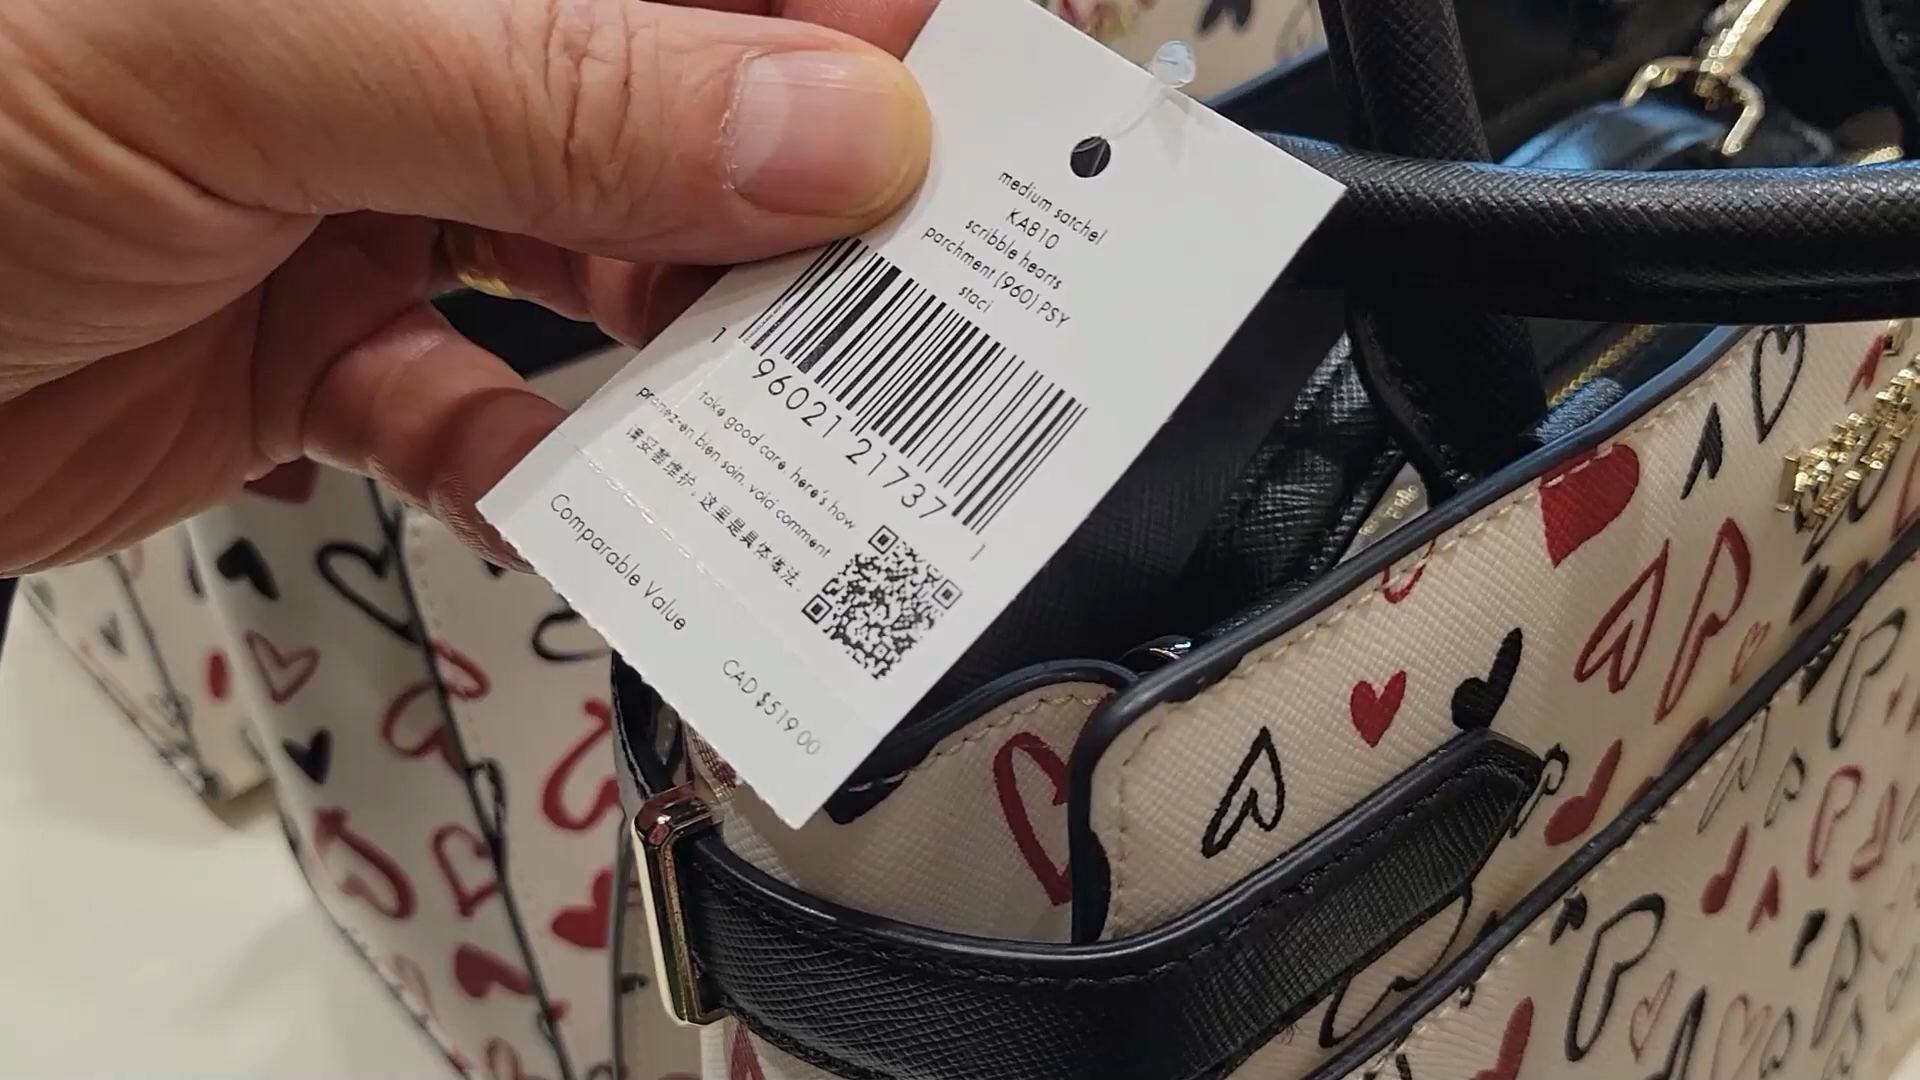 medium satchel
KA810
scribble hearts
parchment (960) PSY
staci
1 96021 21737 1
take good care, here's how
prenez-en bien soin, voici comment
请妥善维护。这里是具体做法.
Comparable Value
CAD $519.00